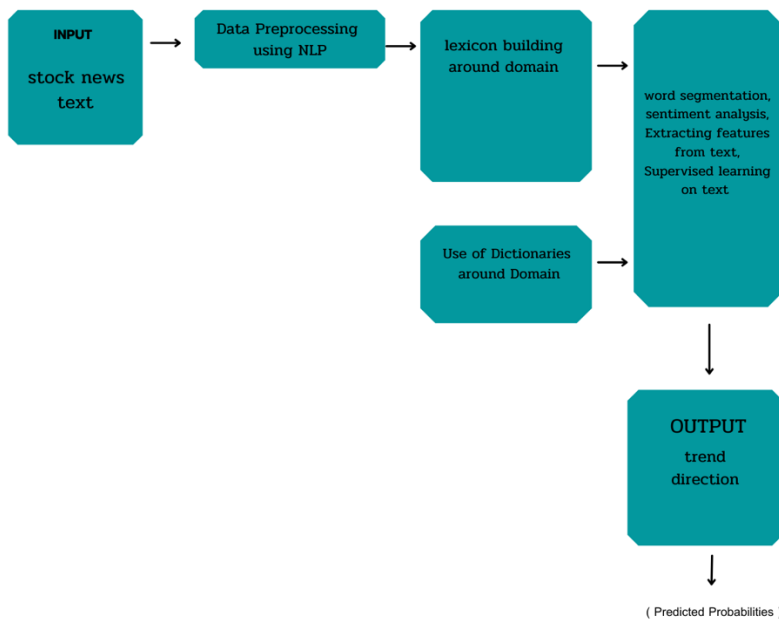 INPUT
stock news
text
Data Preprocessing
using NLP
lexicon building
around domain
word segmentation,
sentiment analysis,
Extracting features
from text,
Supervised learning
on text
Use of Dictionaries
around Domain
OUTPUT
trend
direction
( Predicted Probabilities )